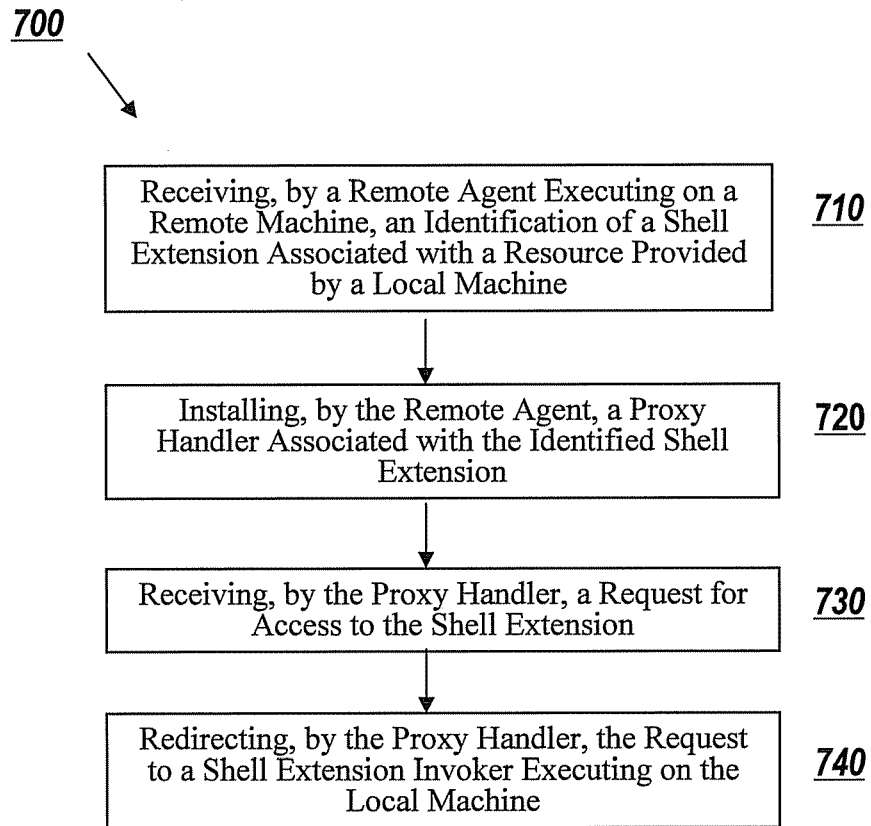 700
Receiving, by a Remote Agent Executing on a
Remote Machine, an Identification of a Shell
Extension Associated with a Resource Provided
by a Local Machine
710
Installing, by the Remote Agent, a Proxy
Handler Associated with the Identified Shell
Extension
720
Receiving, by the Proxy Handler, a Request for
Access to the Shell Extension
730
Redirecting, by the Proxy Handler, the Request
to a Shell Extension Invoker Executing on the
Local Machine
740